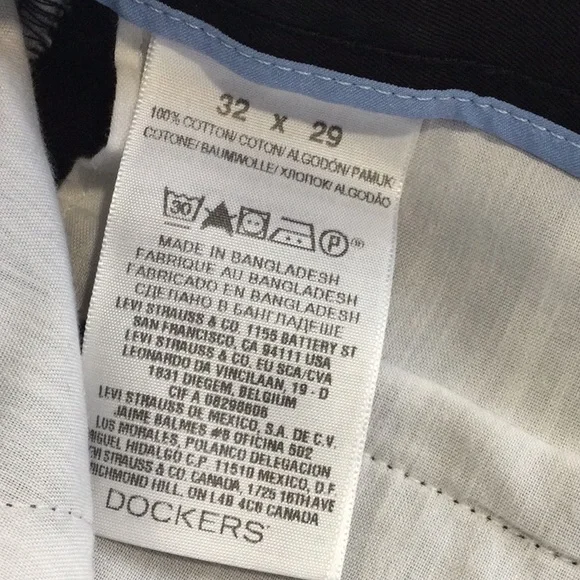 32 X 29
100% COTTON/COTON/ALGODÓN/PAMUK
COTONE/BAUMWOLLE/ХЛОПОК/ALGODÃO
30 P
MADE IN BANGLADESH
FABRIQUE AU BANGLADESH
FABRICADO EN BANGLADESH
СДЕЛАНО В БАНГЛАДЕШ
LEVI STRAUSS & CO. 1155 BATTERY ST
SAN FRANCISCO, CA 94111 USA
LEVI STRAUSS & CO. EU SCA/CVA
LEONARDO DA VINCILAAN, 19 - D
1831 DIEGEM, BELGIUM
CIF A 08298606
LEVI STRAUSS DE MEXICO, S.A. DE C.V.
JAIME BALMES #8 OFICINA 502
LOS MORALES, POLANCO DELEGACION
MIGUEL HIDALGO C.P 11510 MEXICO, D.F.
LEVI STRAUSS & CO. CANADA, 1725 16TH AVE
RICHMOND HILL. ON L4B 4C6 CANADA
DOCKERS